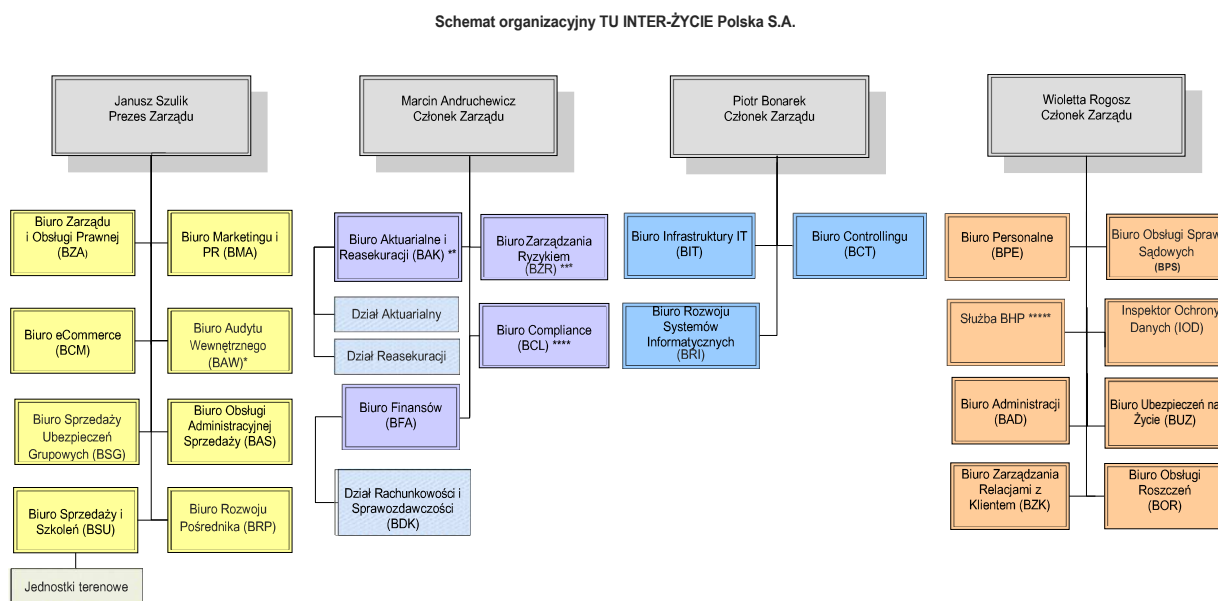 Schemat organizacyjny TU INTER-ŻYCIE Polska S.A.
Janusz Szulik
Prezes Zarządu
Marcin Andruchewicz
Członek Zarządu
Piotr Bonarek
Członek Zarządu
Wioletta Rogosz
Członek Zarządu
Biuro Zarządu
i Obsługi Prawnej
(BZA)
Biuro Marketingu i
PR (BMA)
Biuro eCommerce
(BCM)
Biuro Audytu
Wewnętrznego
(BAW)*
Biuro Sprzedaży
Ubezpieczeń
Grupowych (BSG)
Biuro Obsługi
Administracyjnej
Sprzedaży (BAS)
Biuro Sprzedaży i
Szkoleń (BSU)
Biuro Rozwoju
Pośrednika (BRP)
Jednostki terenowe
Biuro Aktuarialne i
Reasekuracji (BAK) **
Biuro Zarządzania
Ryzykiem
(BZR) ***
Dział Aktuarialny
Dział Reasekuracji
Biuro Compliance
(BCL) ****
Biuro Finansów
(BFA)
Dział Rachunkowości i
Sprawozdawczości
(BDK)
Biuro Infrastruktury IT
(BIT)
Biuro Controllingu
(BCT)
Biuro Rozwoju
Systemów
Informatycznych
(BRI)
Biuro Personalne
(BPE)
Biuro Obsługi Spraw
Sądowych
(BPS)
Służba BHP *****
Inspektor Ochrony
Danych (IOD)
Biuro Administracji
(BAD)
Biuro Ubezpieczeń na
Życie (BUZ)
Biuro Zarządzania
Relacjami z
Klientem (BZK)
Biuro Obsługi
Roszczeń
(BOR)